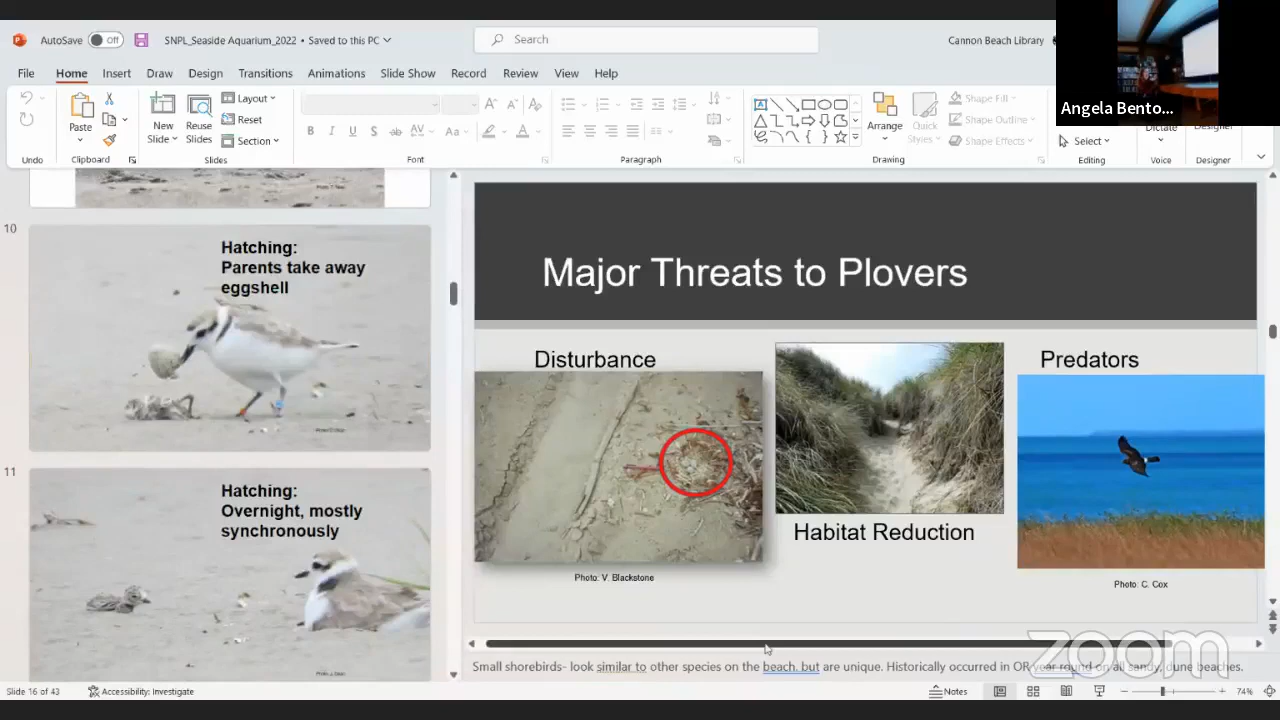 AutoSave
Off
SNPL_Seaside Aquarium_2022 • Saved to this PC
Search
Cannon Beach Library
Angela Bento...
File Home Insert Draw Design Transitions Animations Slide Show Record Review View Help
Paste
New Slide
Reuse Slides
Layout
Reset
Section
B I U S ab AV Aa A
Arrange
Quick Styles
Shape Fill
Shape Outline
Shape Effects
Select
Dictate
Designer
Undo Clipboard Slides Font Paragraph Drawing Editing Voice Designer
10
Hatching:
Parents take away
eggshell
11
Hatching:
Overnight, mostly
synchronously
Major Threats to Plovers
Disturbance
Predators
Habitat Reduction
Photo: V. Blackstone
Photo: C. Cox
Small shorebirds- look similar to other species on the beach. but are unique. Historically occurred in OR year round on all sandy, dune beaches.
zoom
Slide 16 of 43
Accessibility: Investigate
Notes
74%